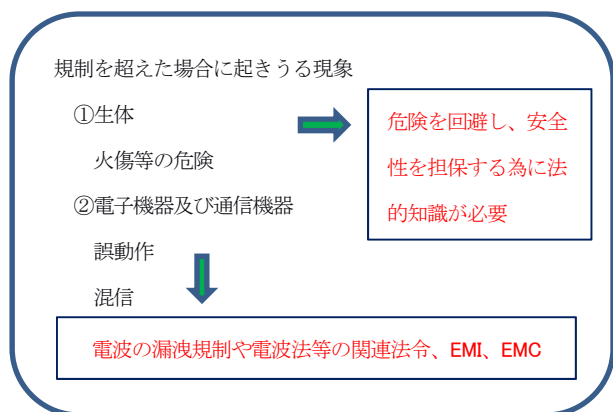 規制を超えた場合に起きうる現象
①生体
火傷等の危険
②電子機器及び通信機器
誤動作
混信
危険を回避し、安全
性を担保する為に法
的知識が必要
電波の漏洩規制や電波法等の関連法令、EMI、EMC